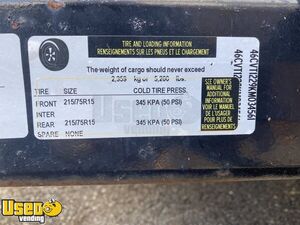 TIRE AND LOADING INFORMATION
RENSEIGNEMENTS SUR LES PNEUS ET LE CHARGEMENT
The weight of cargo should never exceed
kg or lbs.
TIRE SIZE COLD TIRE PRESS.
FRONT 215/75R15 345 KPA (50 PSI)
INTER
REAR 215/75R15 345 KPA (50 PSI)
SPARE NONE
SEE OWNER'S
MANUAL FOR
ADDITIONAL
INFORMATION
VOIR LE MANUEL
DE L'USAGER
POUR PLUS DE
RENSEIGNEMENTS
Used